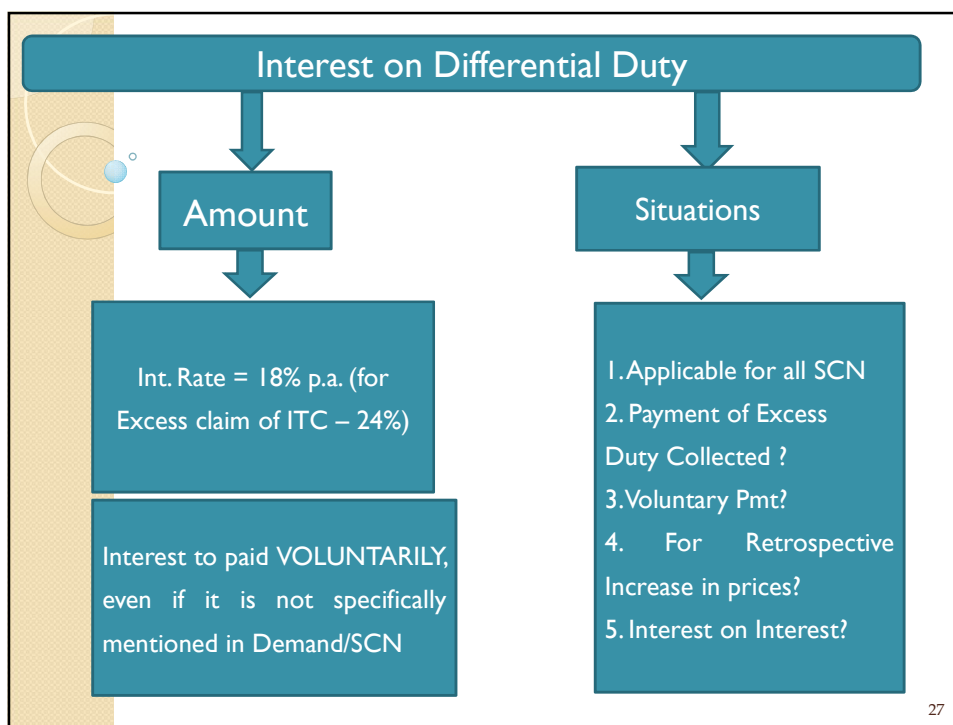 Interest on Differential Duty
Amount
Int. Rate = 18% p.a. (for
Excess claim of ITC – 24%)
Interest to paid VOLUNTARILY,
even if it is not specifically
mentioned in Demand/SCN
Situations
1. Applicable for all SCN
2. Payment of Excess
Duty Collected ?
3. Voluntary Pmt?
4. For Retrospective
Increase in prices?
5. Interest on Interest?
27